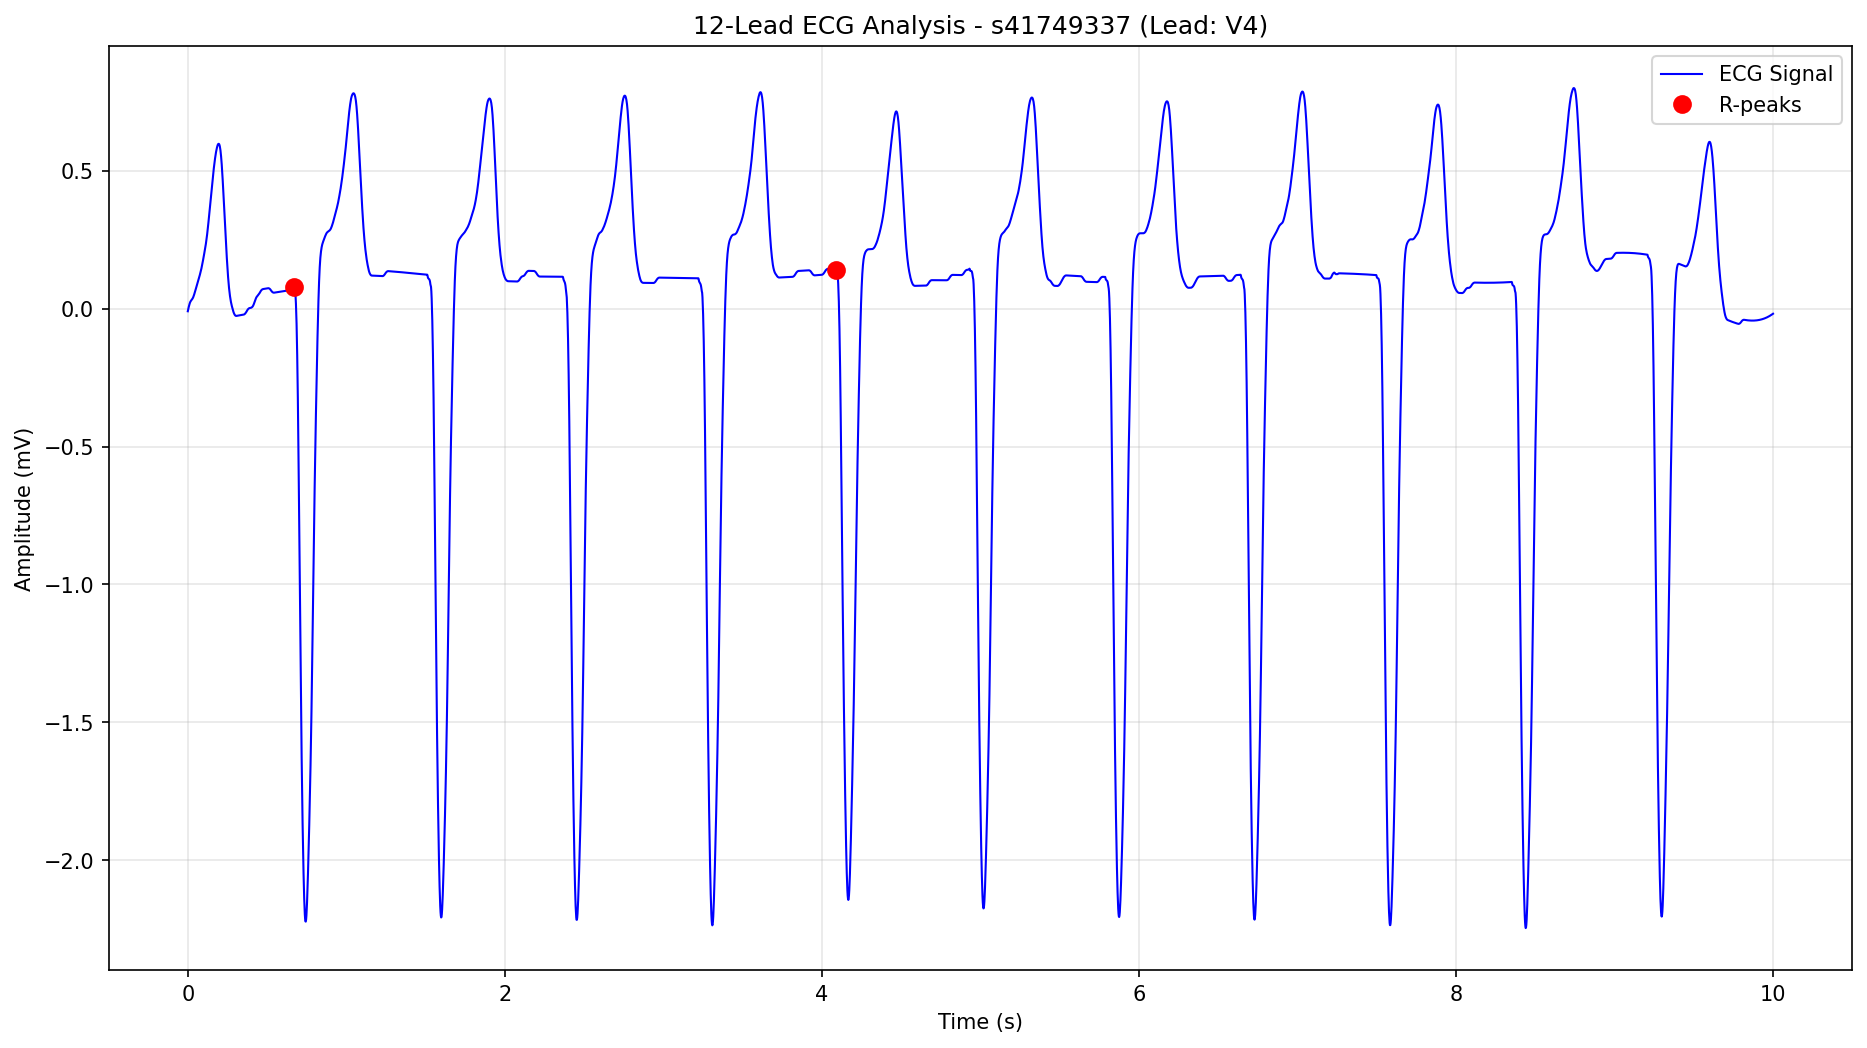 12-Lead ECG Analysis - s41749337 (Lead: V4)
ECG Signal
R-peaks
Amplitude (mV)
0.5
0.0
−0.5
−1.0
−1.5
−2.0
0 2 4 6 8 10
Time (s)